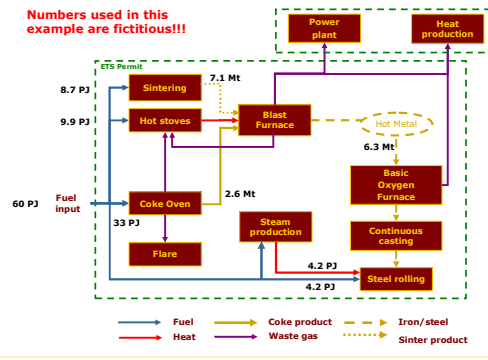 Numbers used in this
example are fictitious!!!
Power
plant
Heat
production
ETS Permit
8.7 PJ
Sintering
7.1 Mt
9.9 PJ
Hot stoves
Blast
Furnace
Hot Metal
6.3 Mt
60 PJ
Fuel
input
Coke Oven
2.6 Mt
Basic
Oxygen
Furnace
33 PJ
Steam
production
Continuous
casting
Flare
4.2 PJ
Steel rolling
4.2 PJ
Fuel
Coke product
Iron/steel
Heat
Waste gas
Sinter product